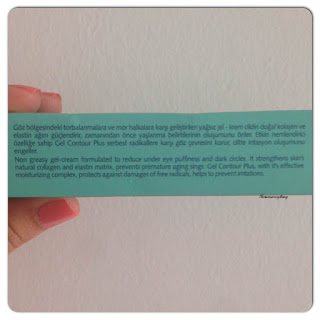 Göz bölgesindeki torbalanmalara ve mor halkalara karşı geliştirilen yağsız jel - krem cildin doğal kolajen ve
elastin ağını güçlendirir, zamanından önce yaşlanma belirtilerinin oluşumunu önler. Etkin nemlendirici
özelliğe sahip Gel Contour Plus serbest radikallere karşı göz çevresini korur, ciltte iritasyon oluşumunu
engeller.
Non greasy gel-cream formulated to reduce under eye puffiness and dark circles. It strengthens skin's
natural collagen and elastin matrix, prevents premature aging sings. Gel Contour Plus, with it's effective
moisturizing complex, protects against damages of free radicals, helps to prevent irritations.